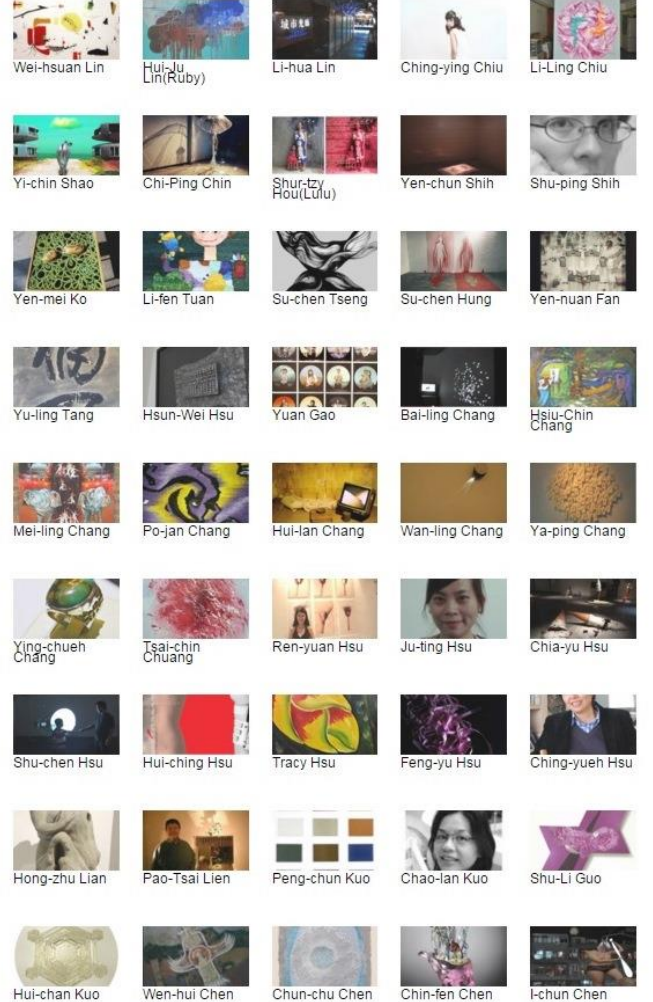 城市光廊
Wei-hsuan Lin
Hui-Ju
Lin(Ruby)
Li-hua Lin
Ching-ying Chiu
Li-Ling Chiu
Yi-chin Shao
Chi-Ping Chin
Shur-tzy
Hou(Lulu)
Yen-chun Shih
Shu-ping Shih
Yen-mei Ko
Li-fen Tuan
Su-chen Tseng
Su-chen Hung
Yen-nuan Fan
Yu-ling Tang
Hsun-Wei Hsu
Yuan Gao
Bai-ling Chang
Hsiu-Chin
Chang
Mei-ling Chang
Po-jan Chang
Hui-lan Chang
Wan-ling Chang
Ya-ping Chang
Ying-chueh
Chang
Tsai-chin
Chuang
Ren-yuan Hsu
Ju-ting Hsu
Chia-yu Hsu
Shu-chen Hsu
Hui-ching Hsu
Tracy Hsu
Feng-yu Hsu
Ching-yueh Hsu
Hong-zhu Lian
Pao-Tsai Lien
Peng-chun Kuo
Chao-lan Kuo
Shu-Li Guo
Hui-chan Kuo
Wen-hui Chen
Chun-chu Chen
Chin-fen Chen
I-chun Chen